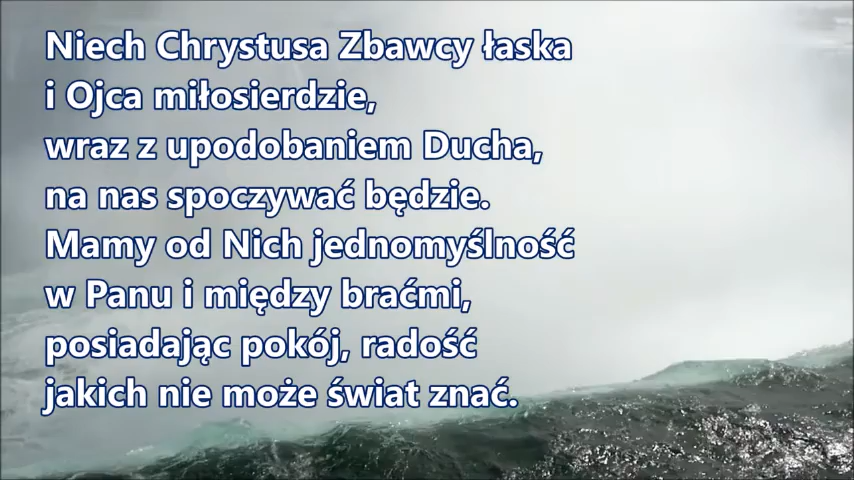 Niech Chrystusa Zbawcy łaska
i Ojca miłosierdzie,
wraz z upodobaniem Ducha,
na nas spoczywać będzie.
Mamy od Nich jednomyślność
w Panu i między braćmi,
posiadając pokój, radość
jakich nie może świat znać.